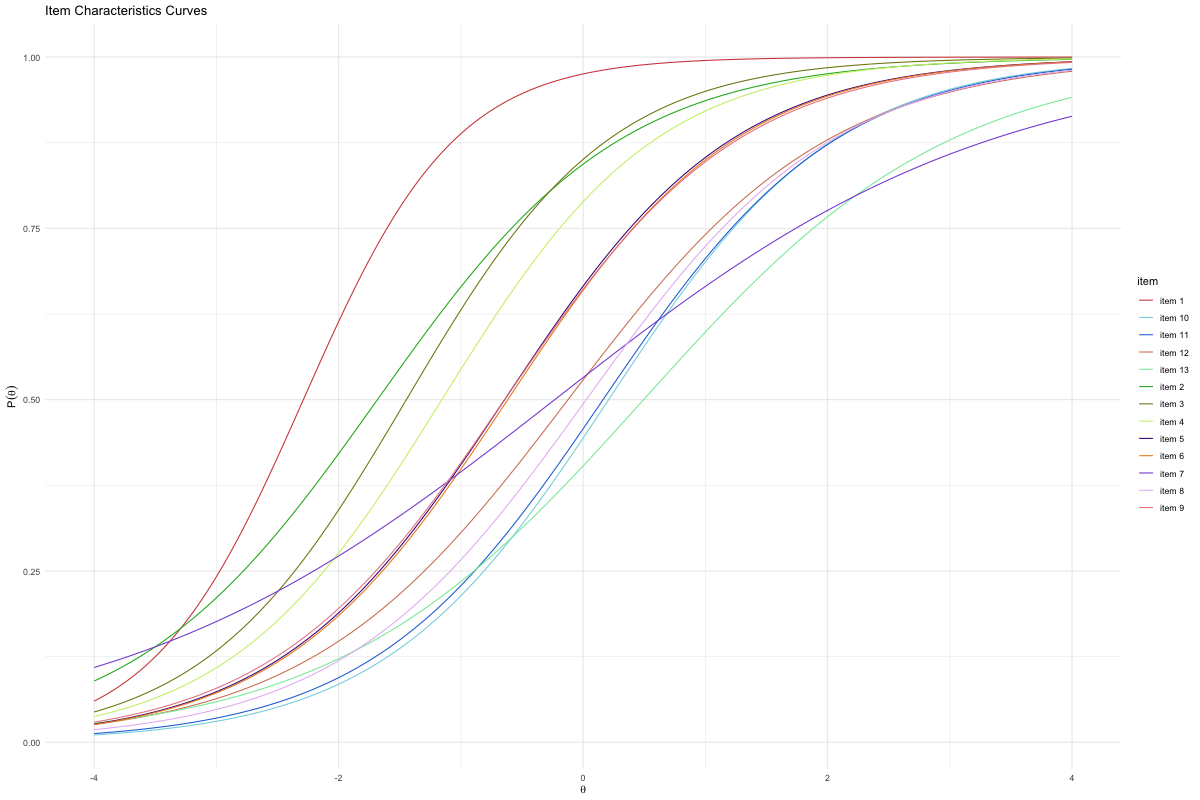 Item Characteristics Curves
P(θ)
1.00
0.75
0.50
0.25
0.00
-4
-2
0
2
4
θ
item
item 1
item 10
item 11
item 12
item 13
item 2
item 3
item 4
item 5
item 6
item 7
item 8
item 9